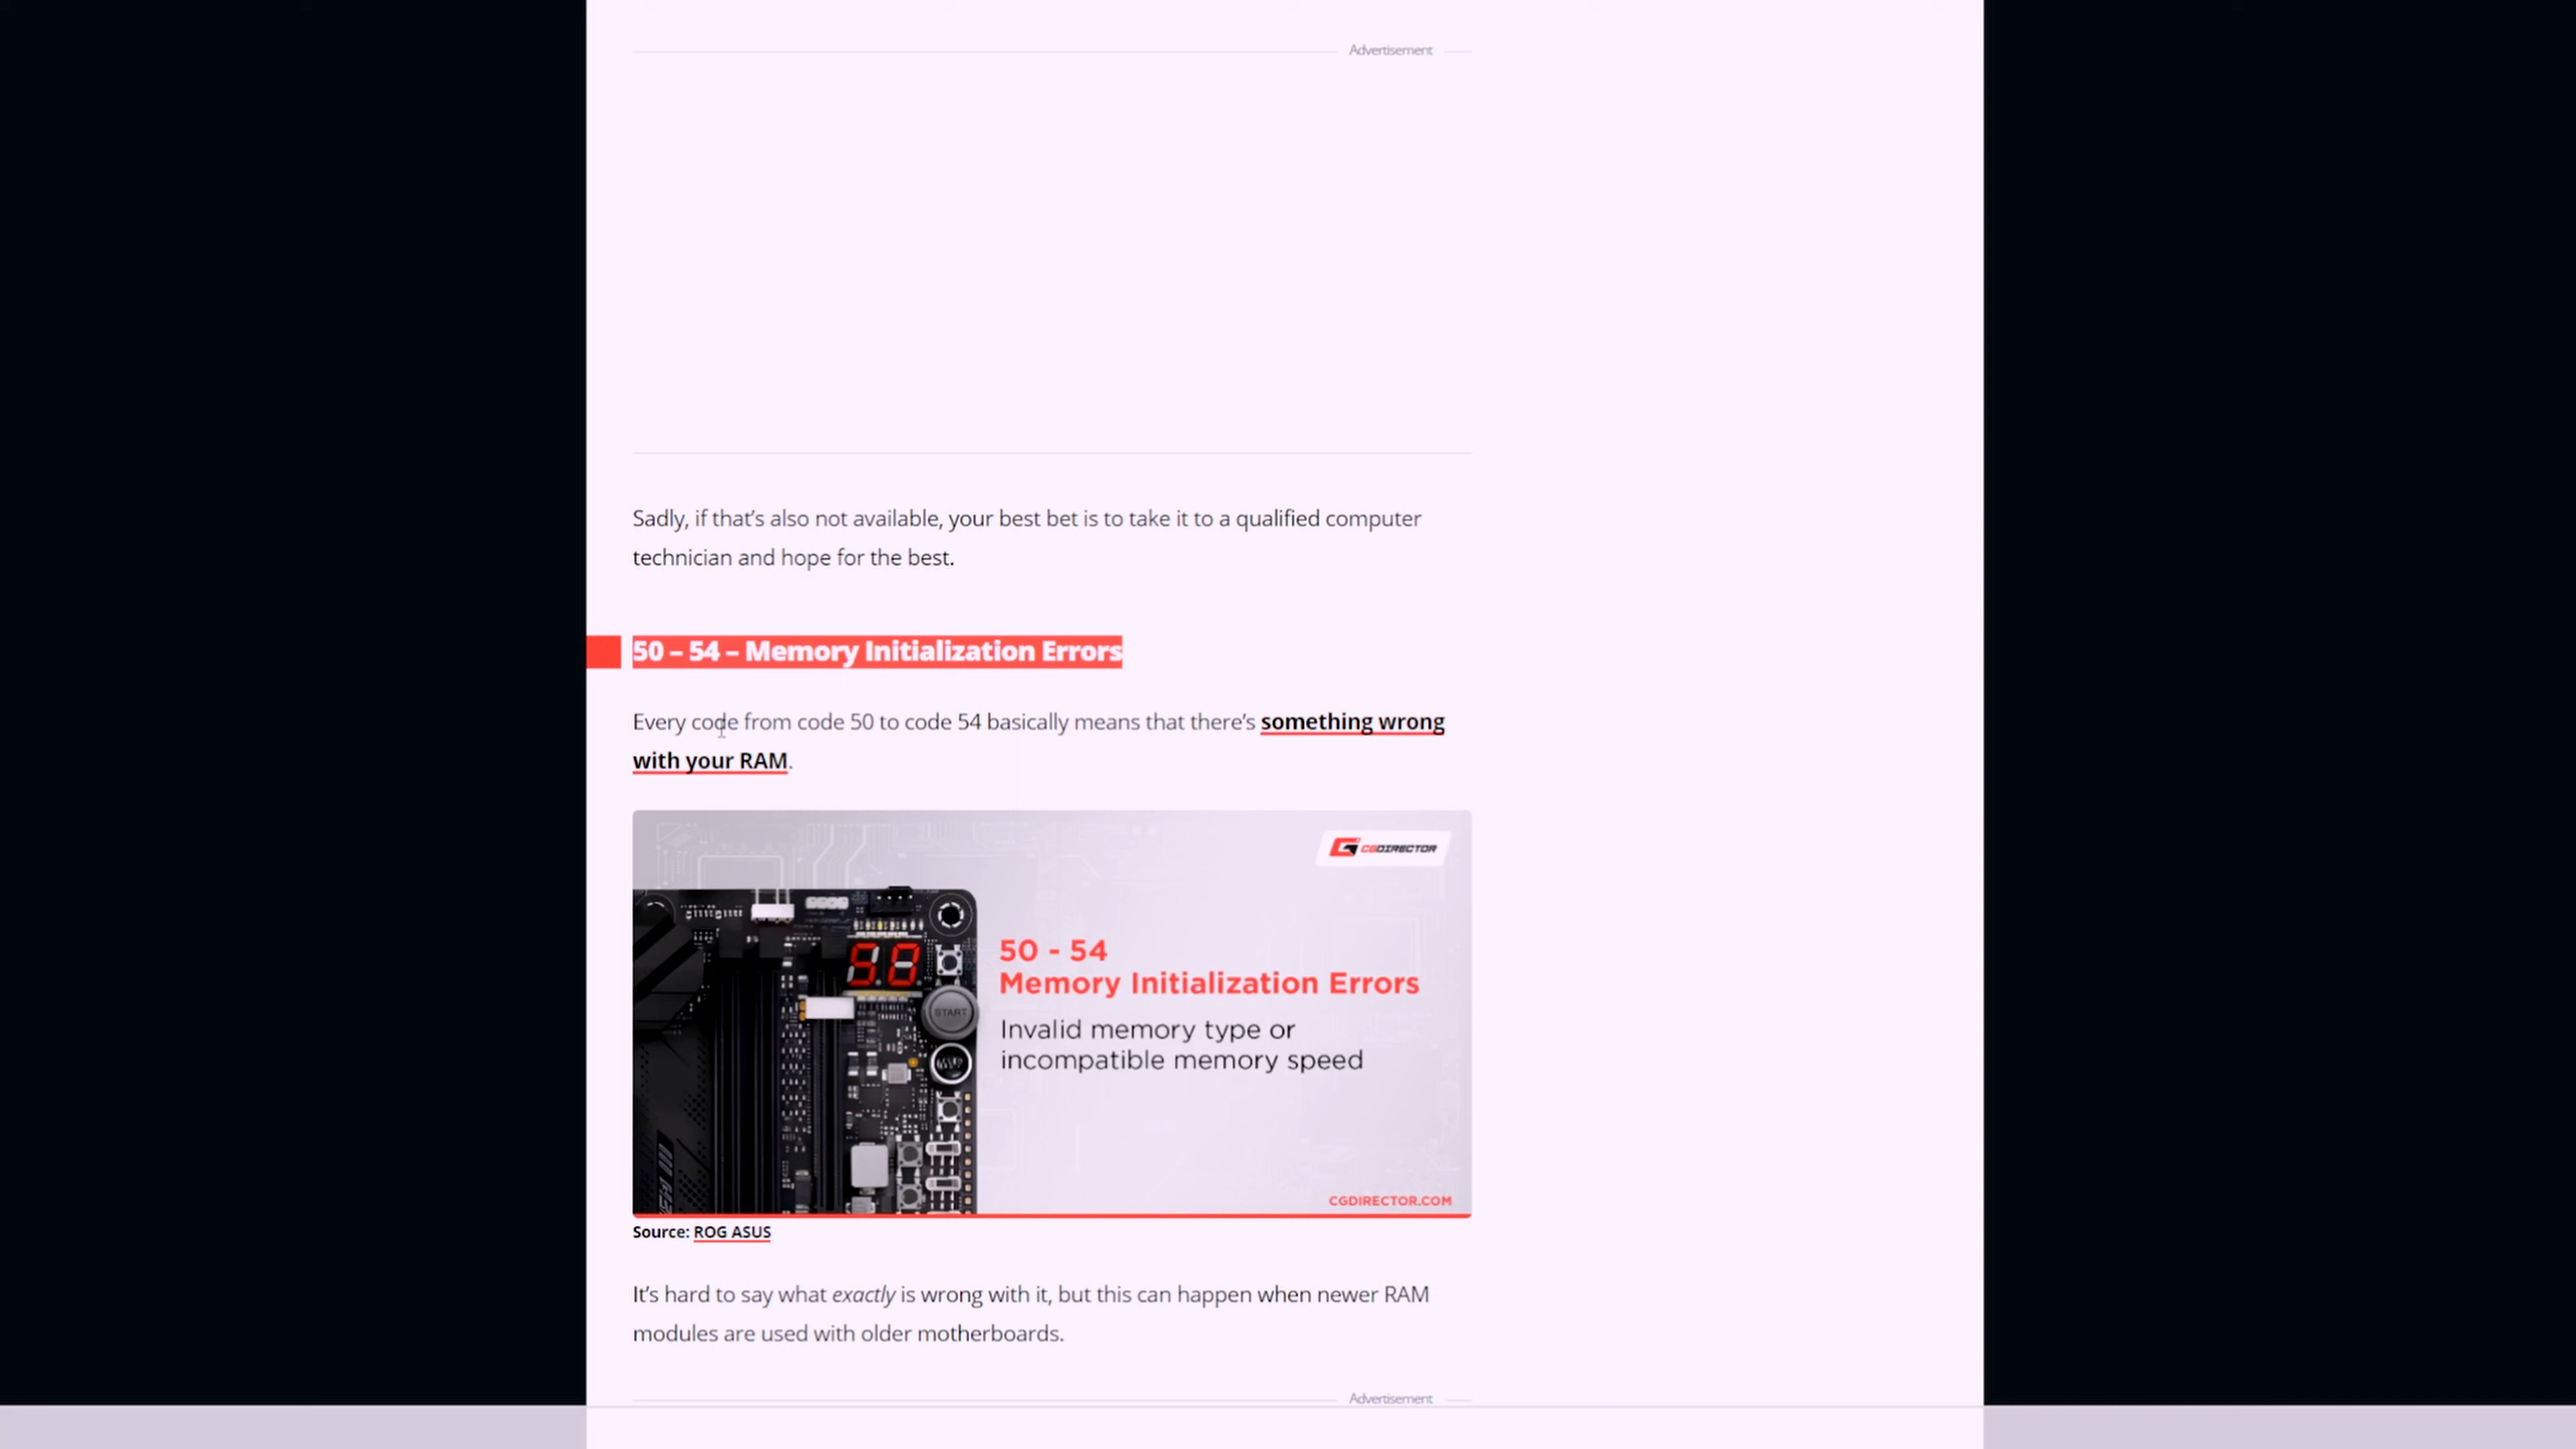 Advertisement
Sadly, if that’s also not available, your best bet is to take it to a qualified computer
technician and hope for the best.
50 – 54 – Memory Initialization Errors
Every code from code 50 to code 54 basically means that there’s something wrong
with your RAM.
CGDIRECTOR
50
START
50 - 54
Memory Initialization Errors
Invalid memory type or
incompatible memory speed
CGDIRECTOR.COM
Source: ROG ASUS
It’s hard to say what exactly is wrong with it, but this can happen when newer RAM
modules are used with older motherboards.
Advertisement